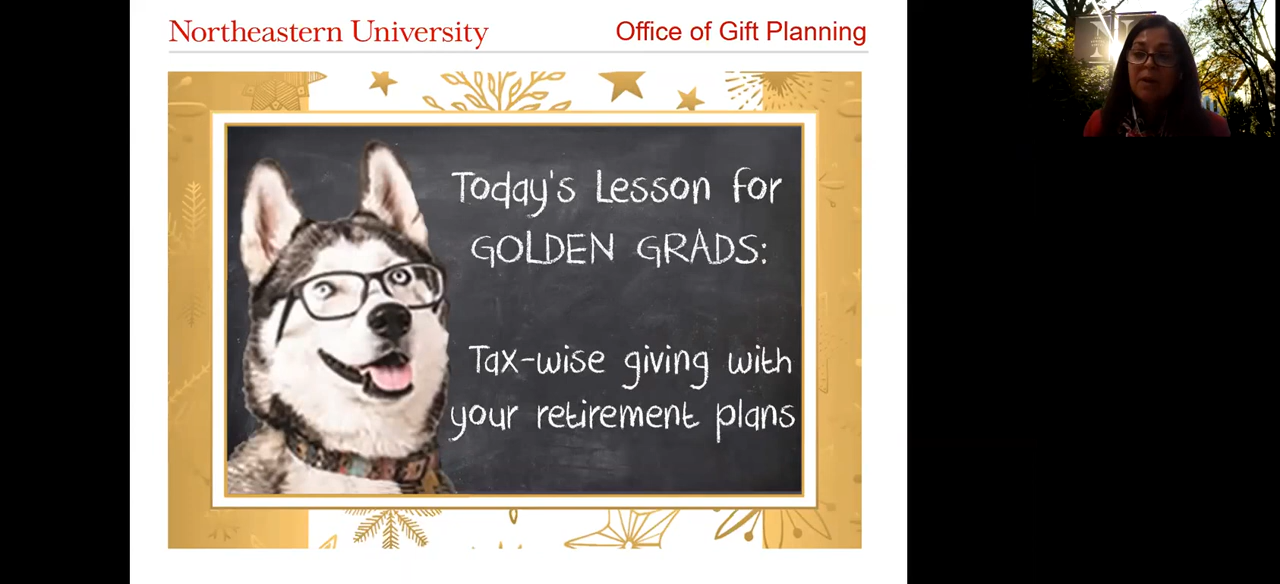 Northeastern University
Office of Gift Planning
Today's Lesson for
GOLDEN GRADS:
Tax-wise giving with
your retirement plans